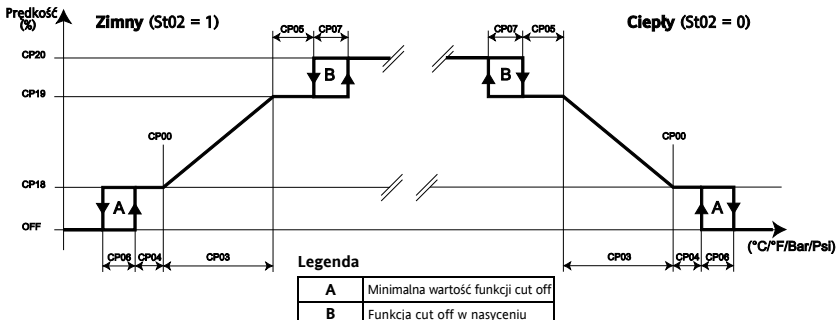 Prędkość
(%)
Zimny (St02 = 1)
CP05
CP07
CP07
CP05
Ciepły (St02 = 0)
CP20
B
B
CP19
CP00
CP00
CP18
A
A
OFF
(°C/°F/Bar/Psi)
CP06
CP04
CP03
CP03
CP04
CP06
Legenda
A Minimalna wartość funkcji cut off
B Funkcja cut off w nasyceniu